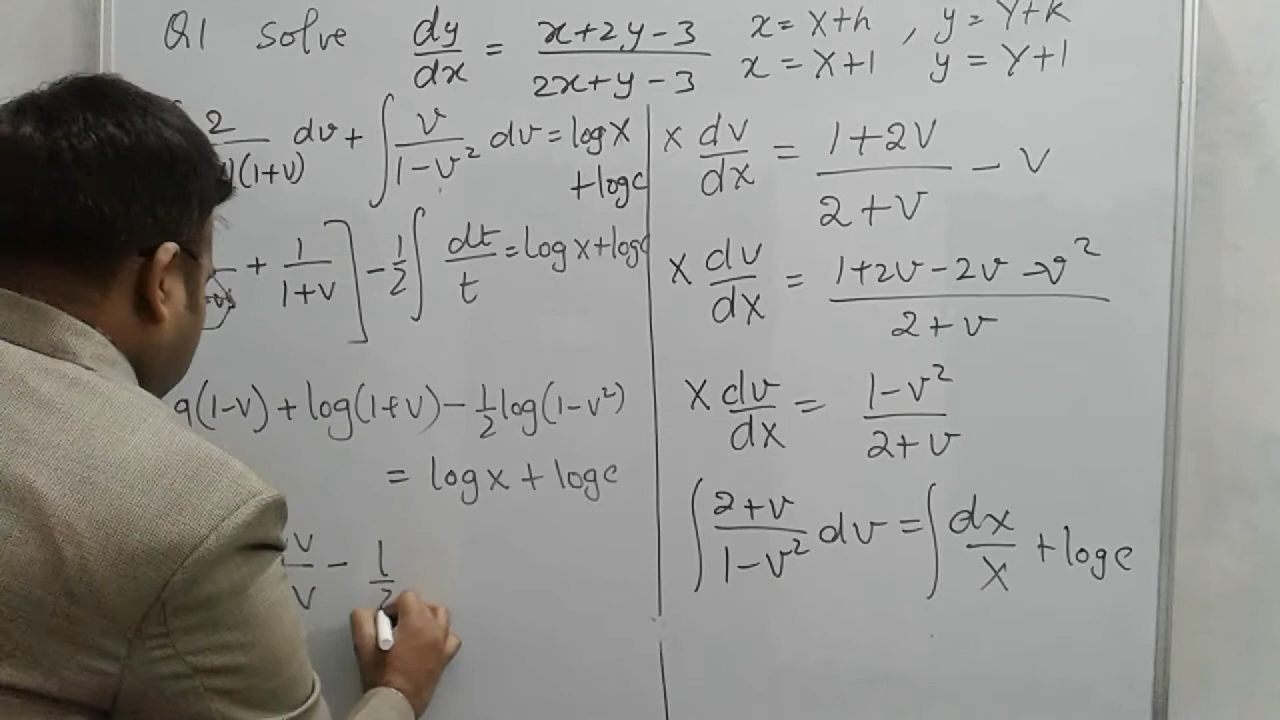 Q1 Solve dy/dx = (x+2y-3)/(2x+y-3) x = X+h , y = Y+k
x = X+1 y = Y+1
2/(1+v) dv + ∫ v/(1-v²) dv = log X
+ log c
+ 1/(1+v) ] - 1/2 ∫ dt/t = log X + log c
(1-v) + log(1+v) - 1/2 log(1-v²)
= log x + log c
v/v - 1/2
X dv/dX = (1+2v)/(2+v) - v
X dv/dX = (1+2v-2v-v²)/(2+v)
X dv/dX = (1-v²)/(2+v)
∫ (2+v)/(1-v²) dv = ∫ dX/X + log c